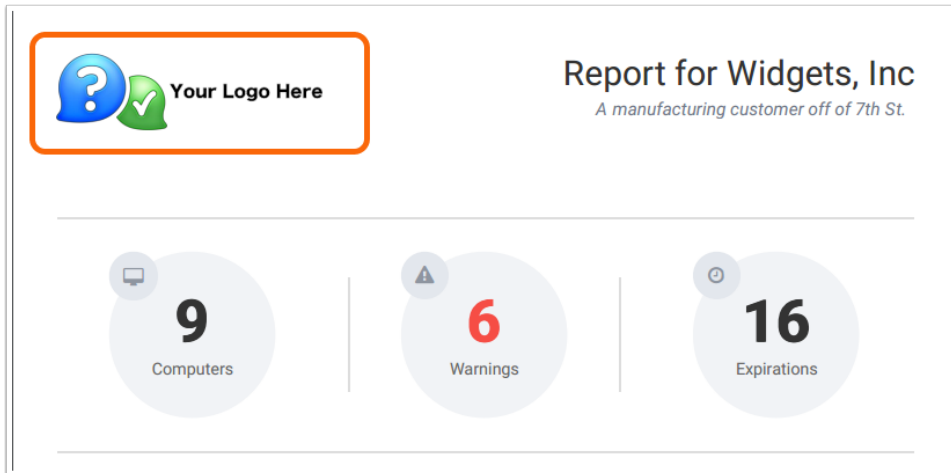 Your Logo Here
Report for Widgets, Inc
A manufacturing customer off of 7th St.
9
Computers
6
Warnings
16
Expirations